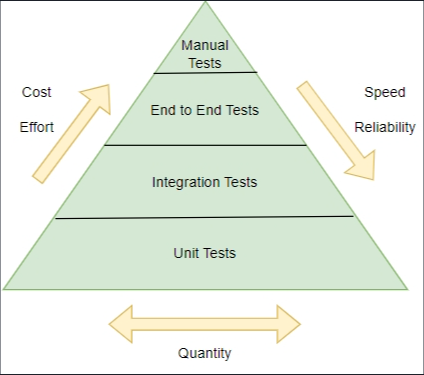 Manual
Tests
Cost
Speed
End to End Tests
Effort
Reliability
Integration Tests
Unit Tests
Quantity